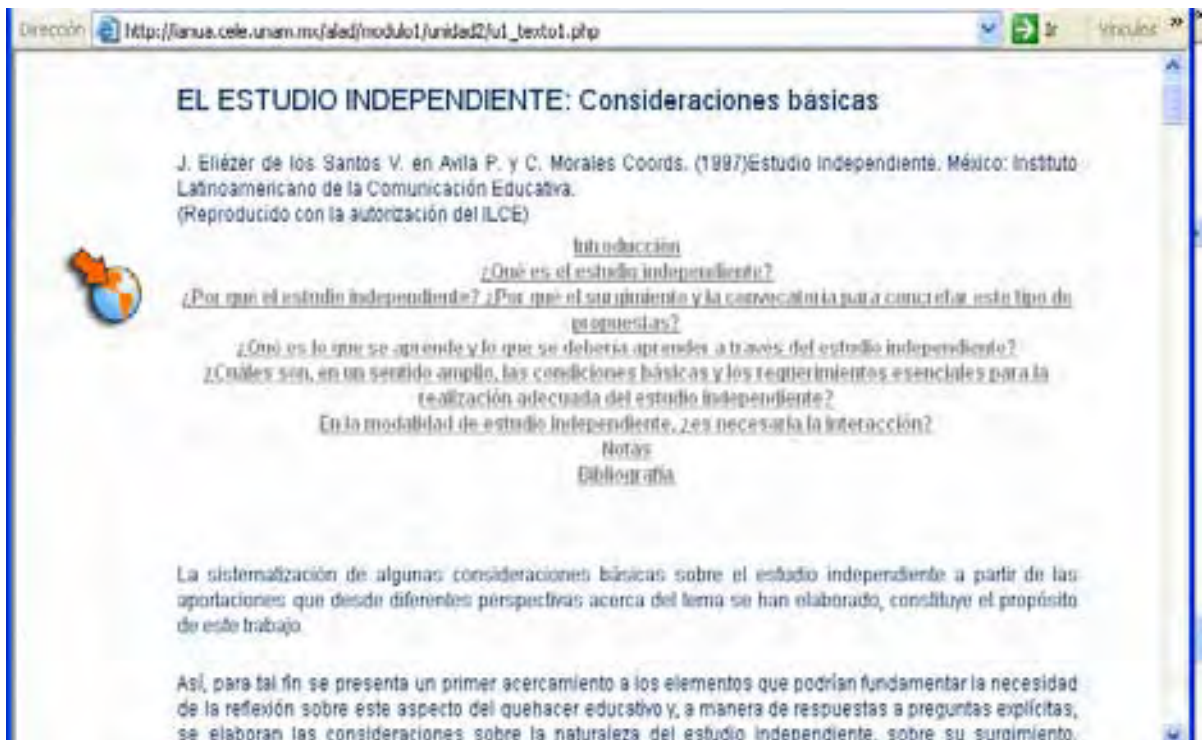 Dirección http://lianua.cele.unam.mx/alad/modulo1/unidad2/u1_texto1.php Ir Vínculos »
EL ESTUDIO INDEPENDIENTE: Consideraciones básicas
J. Eliézer de los Santos V. en Avila P. y C. Morales Coords. (1997)Estudio Independiente. México: Instituto
Latinoamericano de la Comunicación Educativa.
(Reproducido con la autorización del ILCE)
Introducción
¿Qué es el estudio independiente?
¿Por qué el estudio independiente? ¿Por qué el surgimiento y la convocatoria para concretar este tipo de
propuestas?
¿Qué es lo que se aprende y lo que se debería aprender a través del estudio independiente?
¿Cuáles son, en un sentido amplio, las condiciones básicas y los requerimientos esenciales para la
realización adecuada del estudio independiente?
En la modalidad de estudio independiente, ¿es necesaria la interacción?
Notas
Bibliografía
La sistematización de algunas consideraciones básicas sobre el estudio independiente a partir de las
aportaciones que desde diferentes perspectivas acerca del tema se han elaborado, constituye el propósito
de este trabajo.
Así, para tal fin se presenta un primer acercamiento a los elementos que podrían fundamentar la necesidad
de la reflexión sobre este aspecto del quehacer educativo y, a manera de respuestas a preguntas explícitas,
se elaboran las consideraciones sobre la naturaleza del estudio independiente, sobre su surgimiento,